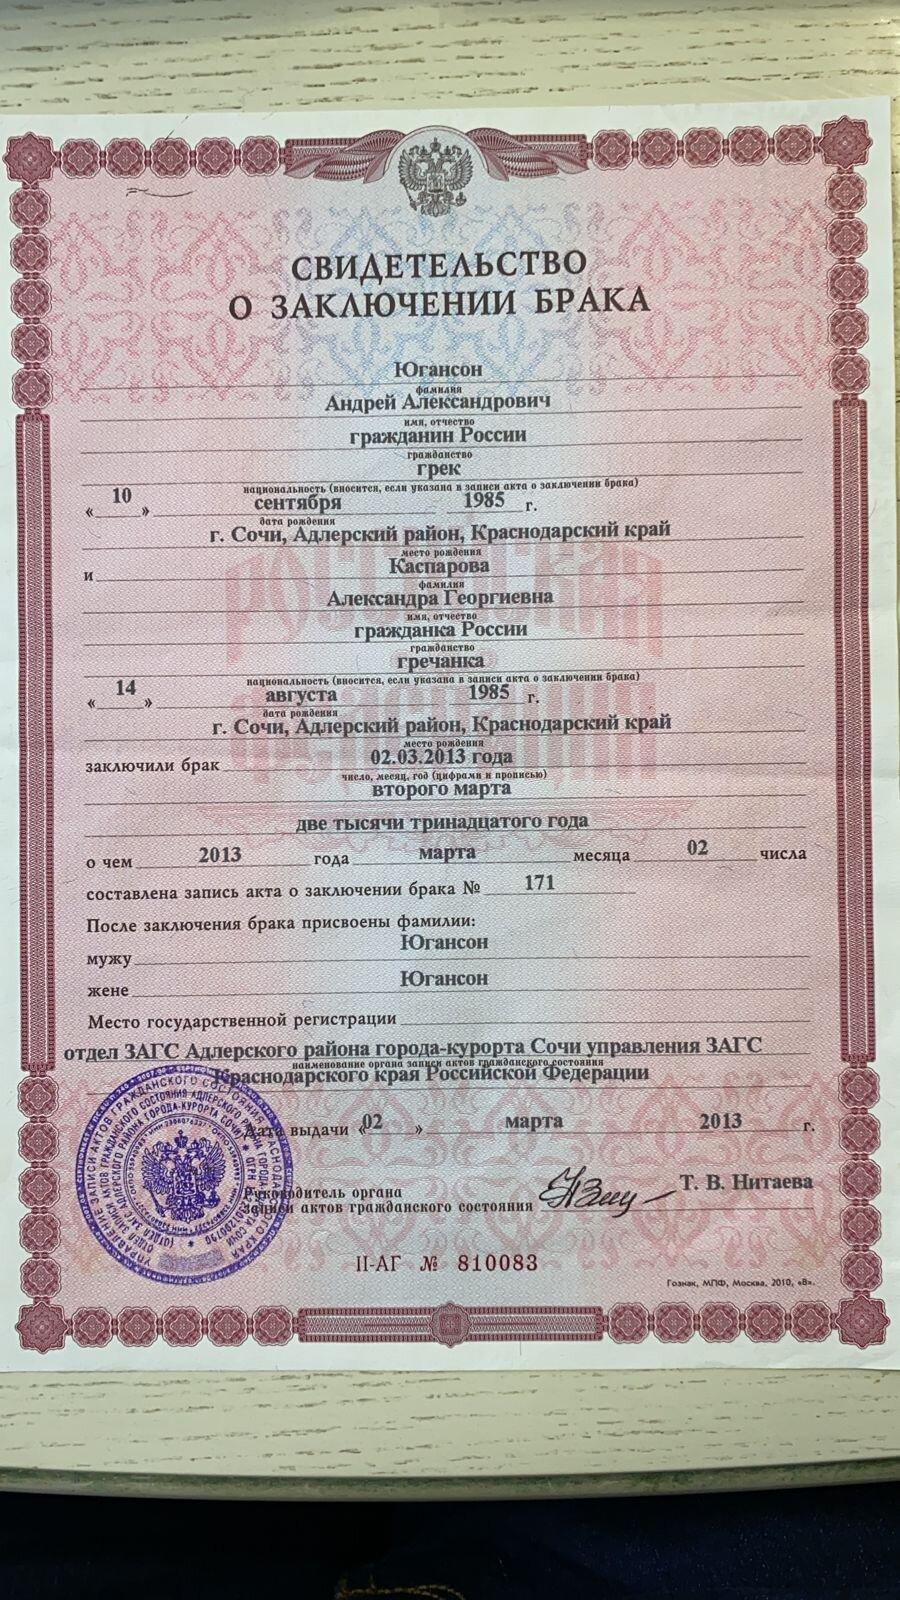 СВИДЕТЕЛЬСТВО
О ЗАКЛЮЧЕНИИ БРАКА
Югансон
фамилия
Андрей Александрович
имя, отчество
гражданин России
гражданство
грек
национальность (вносится, если указана в записи акта о заключении брака)
« 10 » сентября 1985 г.
дата рождения
г. Сочи, Адлерский район, Краснодарский край
место рождения
и Каспарова
фамилия
Александра Георгиевна
имя, отчество
гражданка России
гражданство
гречанка
национальность (вносится, если указана в записи акта о заключении брака)
« 14 » августа 1985 г.
дата рождения
г. Сочи, Адлерский район, Краснодарский край
место рождения
заключили брак 02.03.2013 года
число, месяц, год (цифрами и прописью)
второго марта
две тысячи тринадцатого года
о чем 2013 года марта месяца 02 числа
составлена запись акта о заключении брака № 171
После заключения брака присвоены фамилии:
мужу Югансон
жене Югансон
Место государственной регистрации
отдел ЗАГС Адлерского района города-курорта Сочи управления ЗАГС
наименование органа записи актов гражданского состояния
Краснодарского края Российской Федерации
Дата выдачи « 02 » марта 2013 г.
Руководитель органа
записи актов гражданского состояния Т. В. Нитаева
II-АГ № 810083
Гознак, МПФ, Москва, 2010, «В».
РОССИЙСКАЯ
ФЕДЕРАЦИЯ